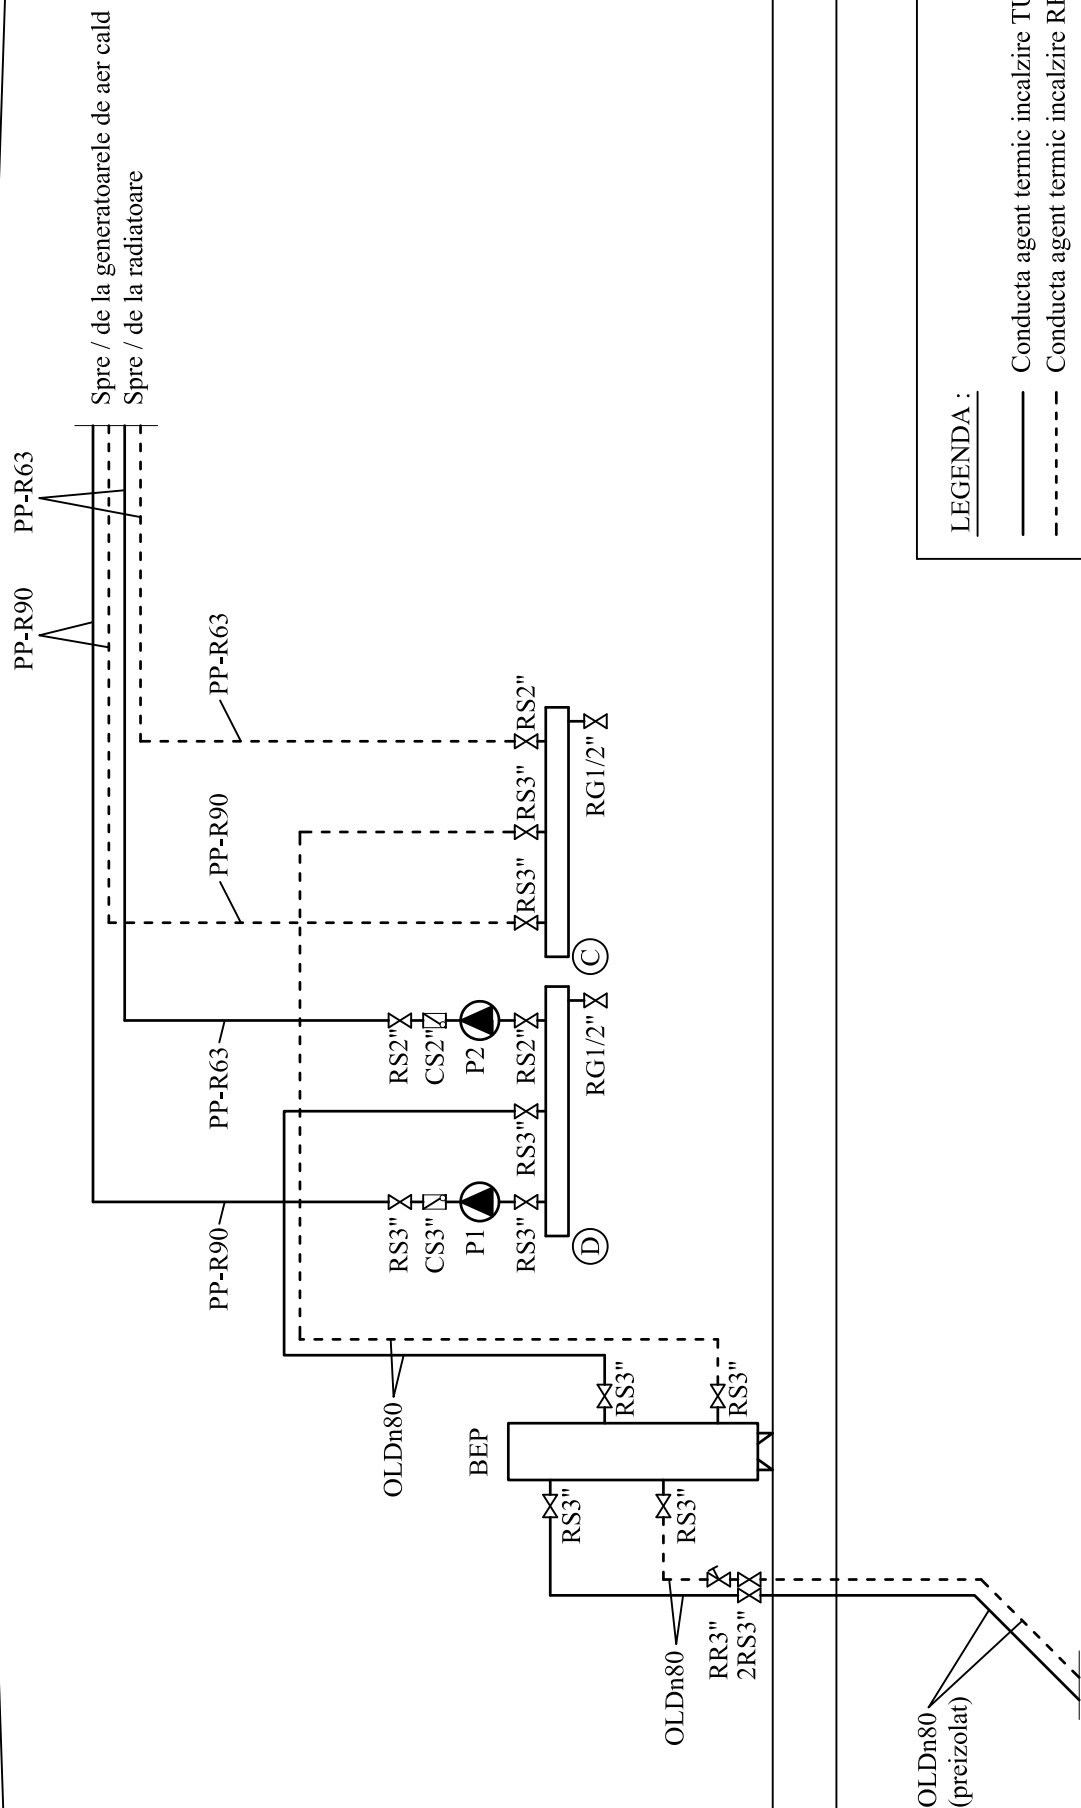 Spre / de la generatoarele de aer cald
Spre / de la radiatoare
PP-R63
PP-R90
PP-R63
PP-R90
PP-R63
PP-R90
RS2"
CS2"
P2
RS2"
RS3"
RS3"
CS3"
P1
RS3"
D
RG1/2"
RS3"
RS3"
RS2"
C
RG1/2"
OLDn80
BEP
RS3"
RS3"
RS3"
RS3"
OLDn80
RR3"
2RS3"
OLDn80
(preizolat)
LEGENDA :
Conducta agent termic incalzire TU
Conducta agent termic incalzire RE